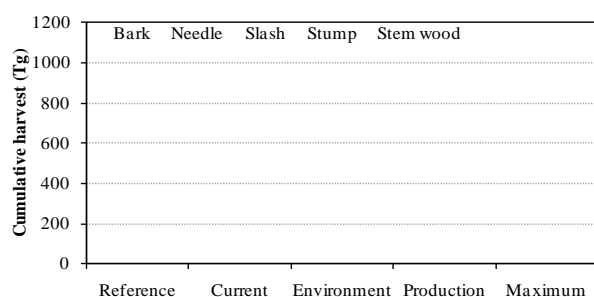 Cumulative harvest (Tg)
1200
1000
800
600
400
200
0
Bark Needle Slash Stump Stem wood
Reference Current Environment Production Maximum